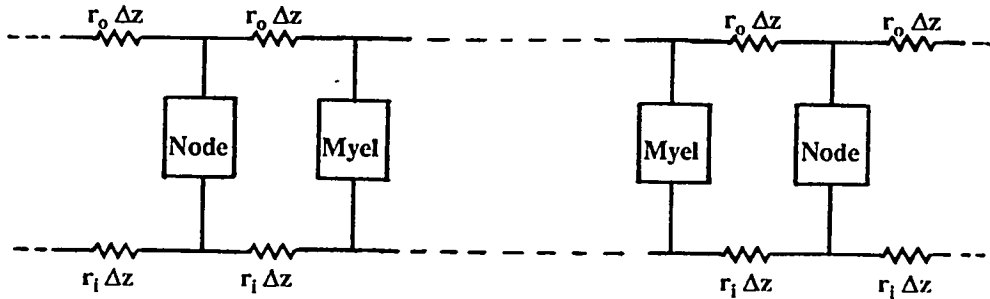 r_o Δz r_o Δz r_o Δz r_o Δz
Node Myel Myel Node
r_i Δz r_i Δz r_i Δz r_i Δz